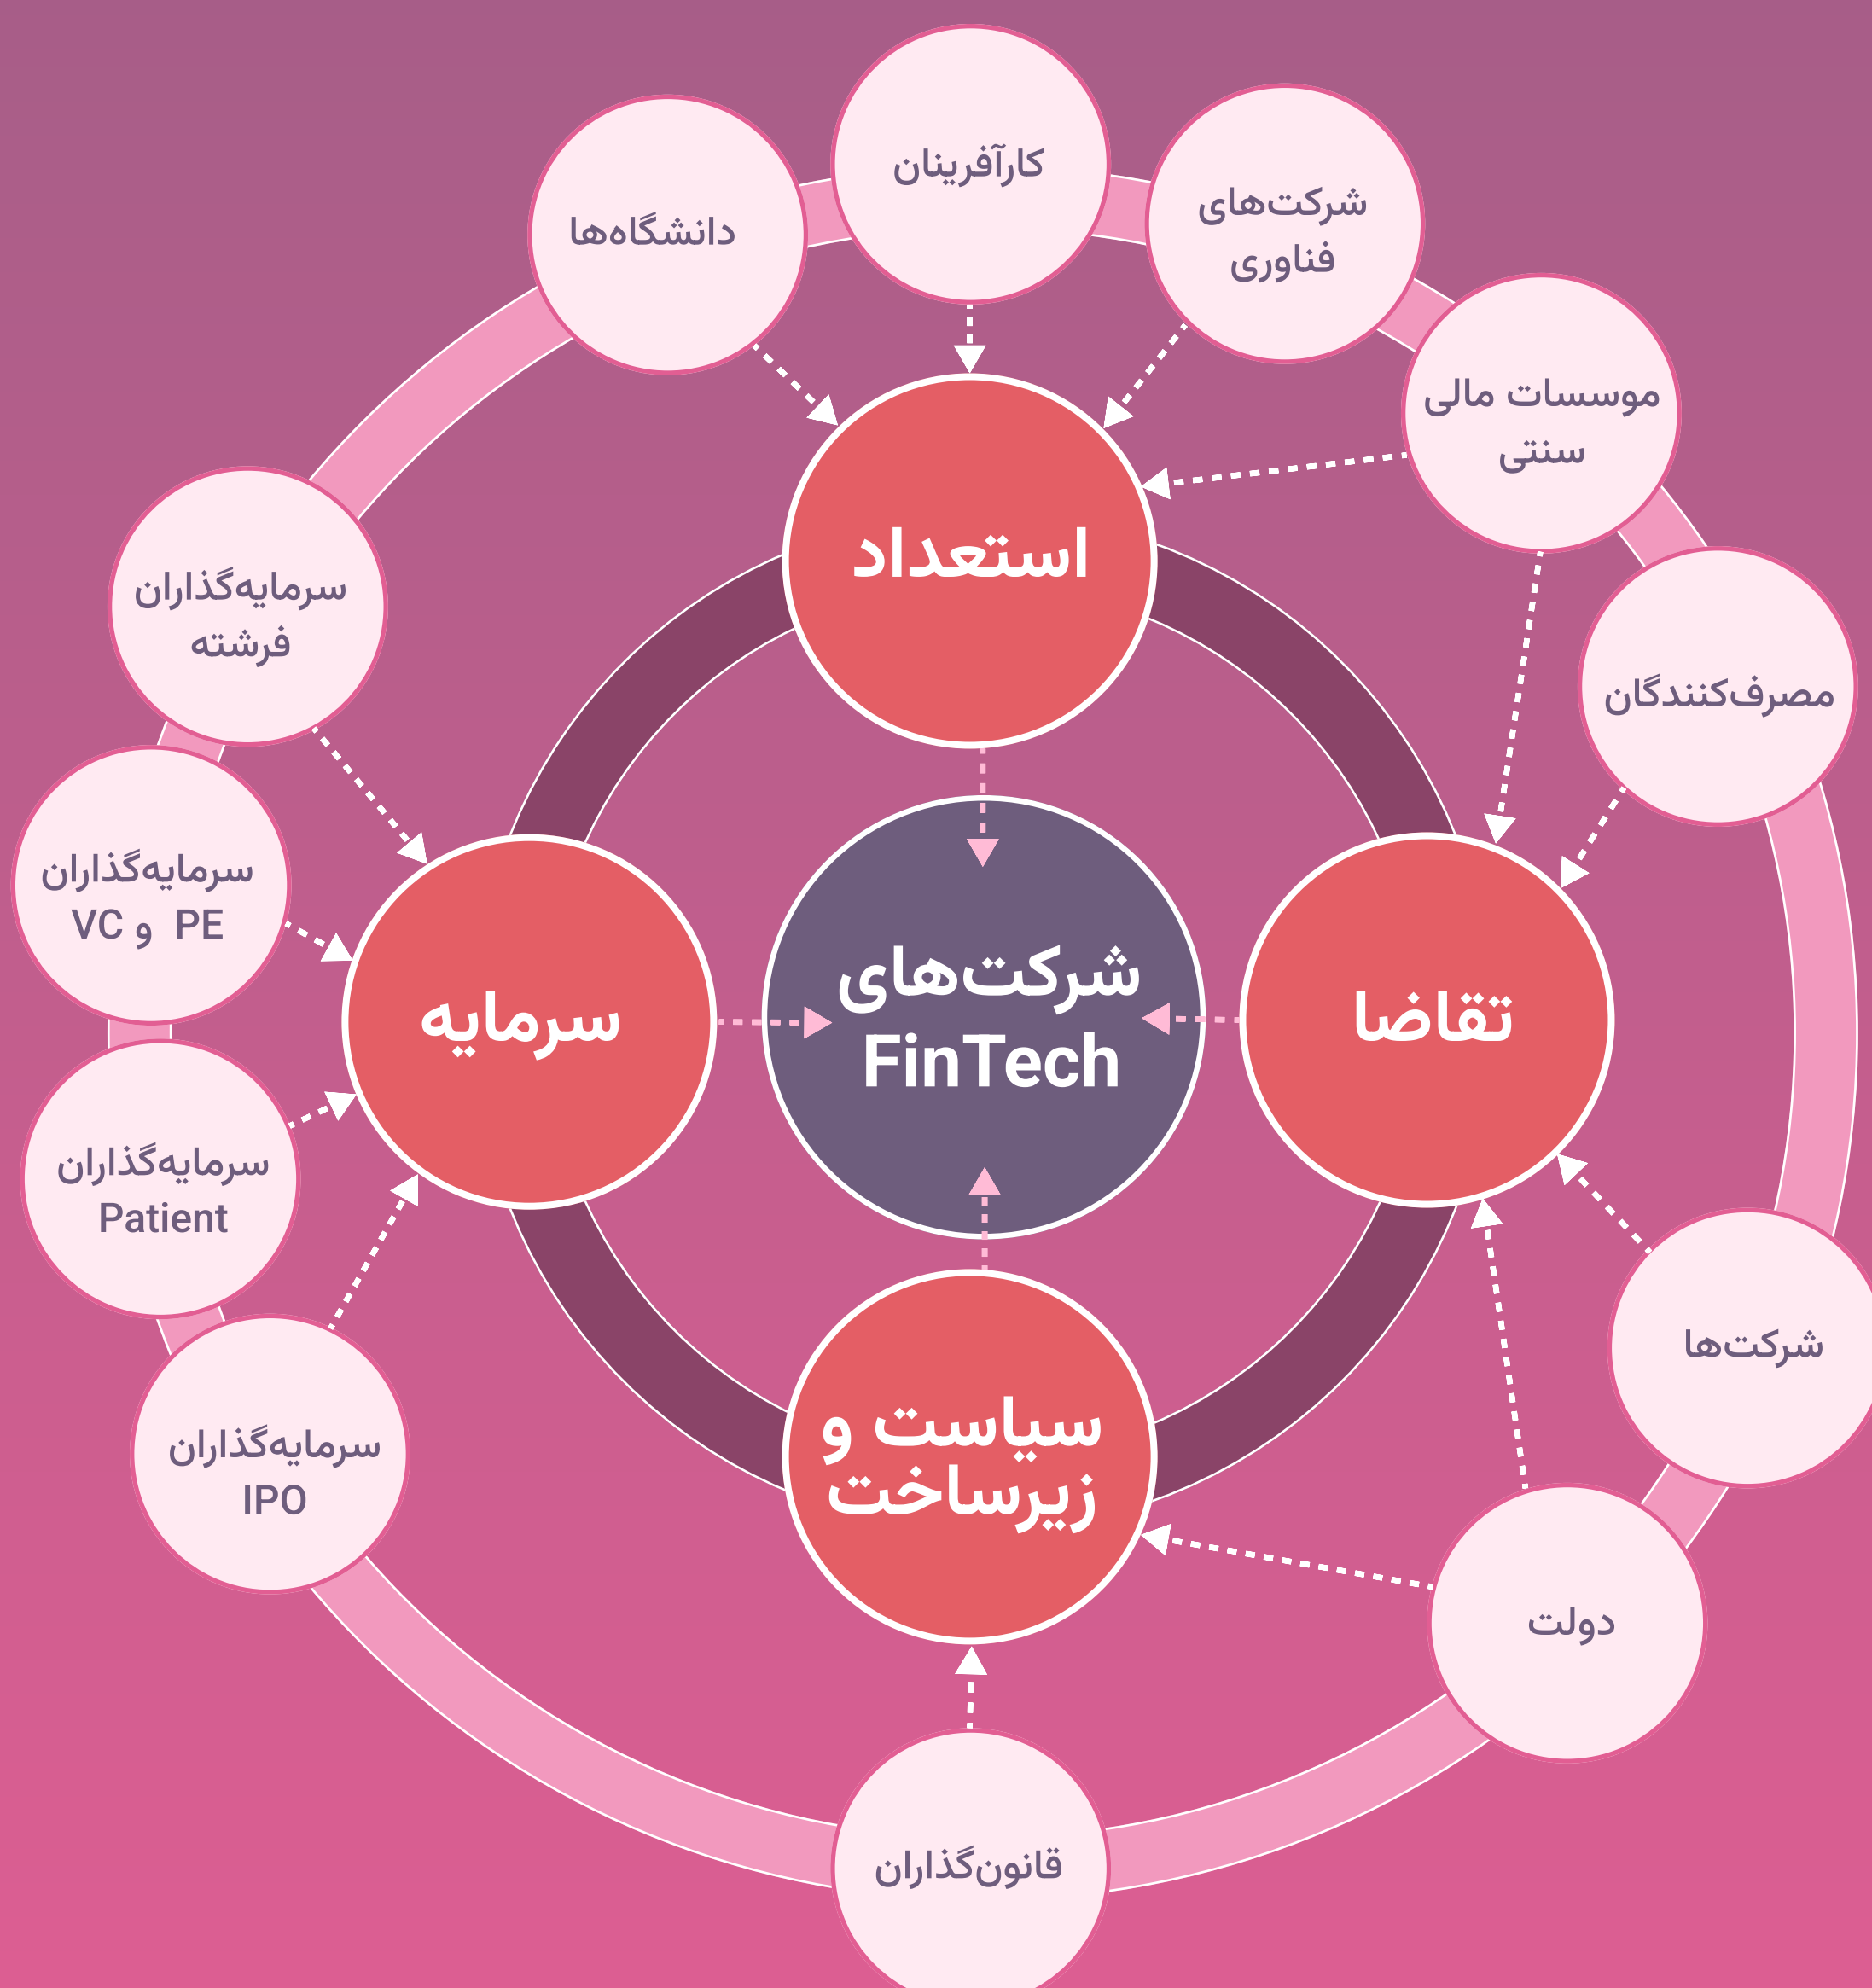 کارآفرینان
شرکت‌های
فناوری
دانشگاه‌ها
موسسات مالی
سنتی
استعداد
سرمایه‌گذاران
فرشته
مصرف‌کنندگان
سرمایه‌گذاران
VC و PE
شرکت‌های
FinTech
تقاضا
سرمایه
سرمایه‌گذاران
Patient
شرکت‌ها
سیاست و
زیرساخت
سرمایه‌گذاران
IPO
دولت
قانون‌گذاران